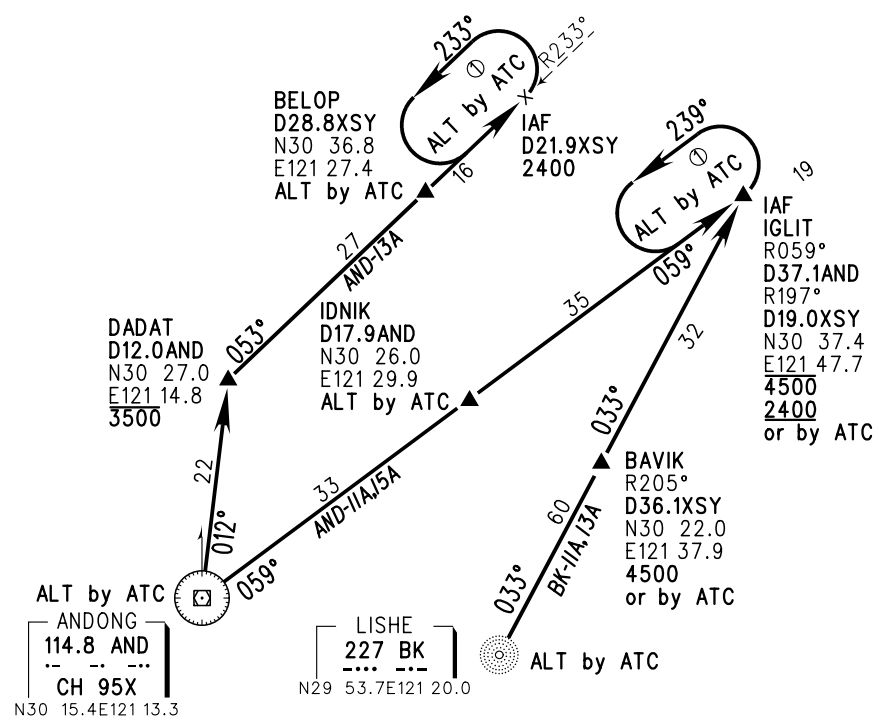 233°
①
R233°
ALT by ATC
BELOP
D28.8XSY
N30 36.8
E121 27.4
ALT by ATC
IAF
D21.9XSY
2400
16
239°
①
ALT by ATC
19
IAF
IGLIT
R059°
D37.1AND
R197°
D19.0XSY
N30 37.4
E121 47.7
4500
2400
or by ATC
059°
27
AND-13A
35
32
DADAT
D12.0AND
N30 27.0
E121 14.8
3500
053°
IDNIK
D17.9AND
N30 26.0
E121 29.9
ALT by ATC
033°
BAVIK
R205°
D36.1XSY
N30 22.0
E121 37.9
4500
or by ATC
22
012°
33
AND-11A,15A
059°
60
BK-11A,13A
033°
ALT by ATC
ANDONG
114.8 AND
·– –· –··
CH 95X
N30 15.4E121 13.3
LISHE
227 BK
–··· –·–
N29 53.7E121 20.0
ALT by ATC